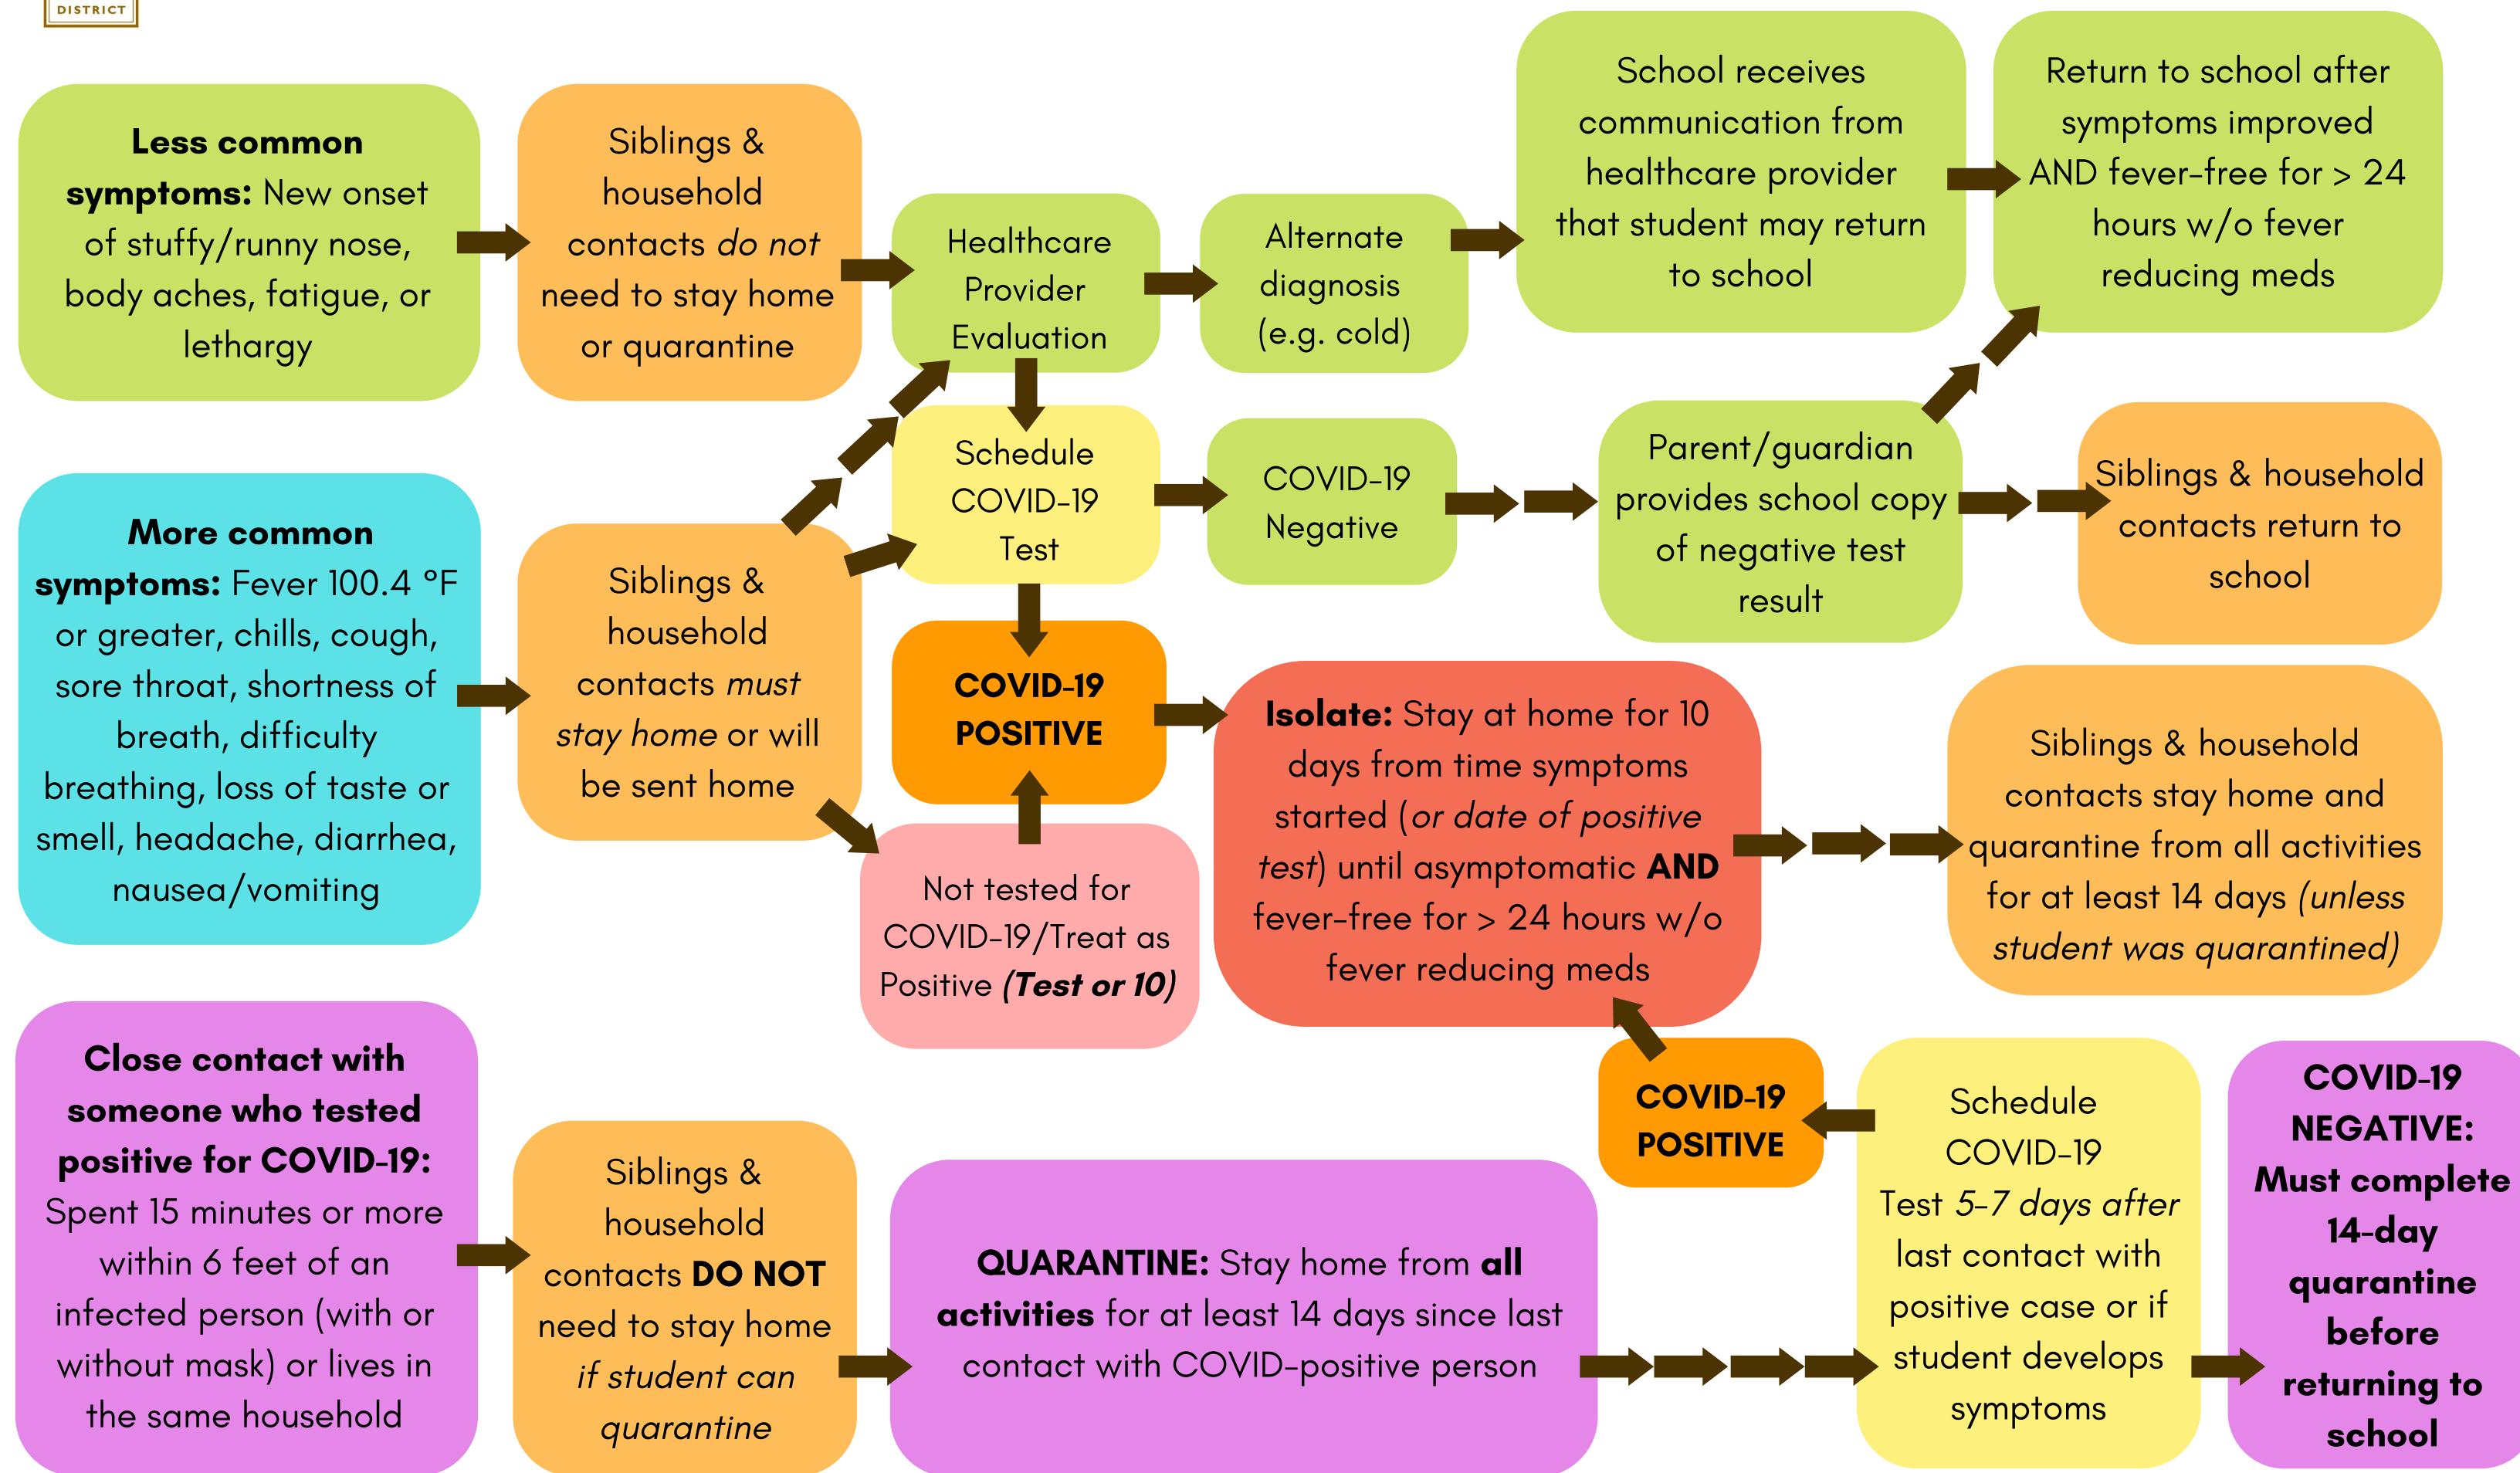 DISTRICT
Less common
symptoms: New onset
of stuffy/runny nose,
body aches, fatigue, or
lethargy
Siblings &
household
contacts do not
need to stay home
or quarantine
Healthcare
Provider
Evaluation
Alternate
diagnosis
(e.g. cold)
School receives
communication from
healthcare provider
that student may return
to school
Return to school after
symptoms improved
AND fever-free for > 24
hours w/o fever
reducing meds
More common
symptoms: Fever 100.4 °F
or greater, chills, cough,
sore throat, shortness of
breath, difficulty
breathing, loss of taste or
smell, headache, diarrhea,
nausea/vomiting
Siblings &
household
contacts must
stay home or will
be sent home
Schedule
COVID-19
Test
COVID-19
Negative
Parent/guardian
provides school copy
of negative test
result
Siblings & household
contacts return to
school
COVID-19
POSITIVE
Not tested for
COVID-19/Treat as
Positive (Test or 10)
Isolate: Stay at home for 10
days from time symptoms
started (or date of positive
test) until asymptomatic AND
fever-free for > 24 hours w/o
fever reducing meds
Siblings & household
contacts stay home and
quarantine from all activities
for at least 14 days (unless
student was quarantined)
Close contact with
someone who tested
positive for COVID-19:
Spent 15 minutes or more
within 6 feet of an
infected person (with or
without mask) or lives in
the same household
Siblings &
household
contacts DO NOT
need to stay home
if student can
quarantine
QUARANTINE: Stay home from all
activities for at least 14 days since last
contact with COVID-positive person
COVID-19
POSITIVE
Schedule
COVID-19
Test 5-7 days after
last contact with
positive case or if
student develops
symptoms
COVID-19
NEGATIVE:
Must complete
14-day
quarantine
before
returning to
school